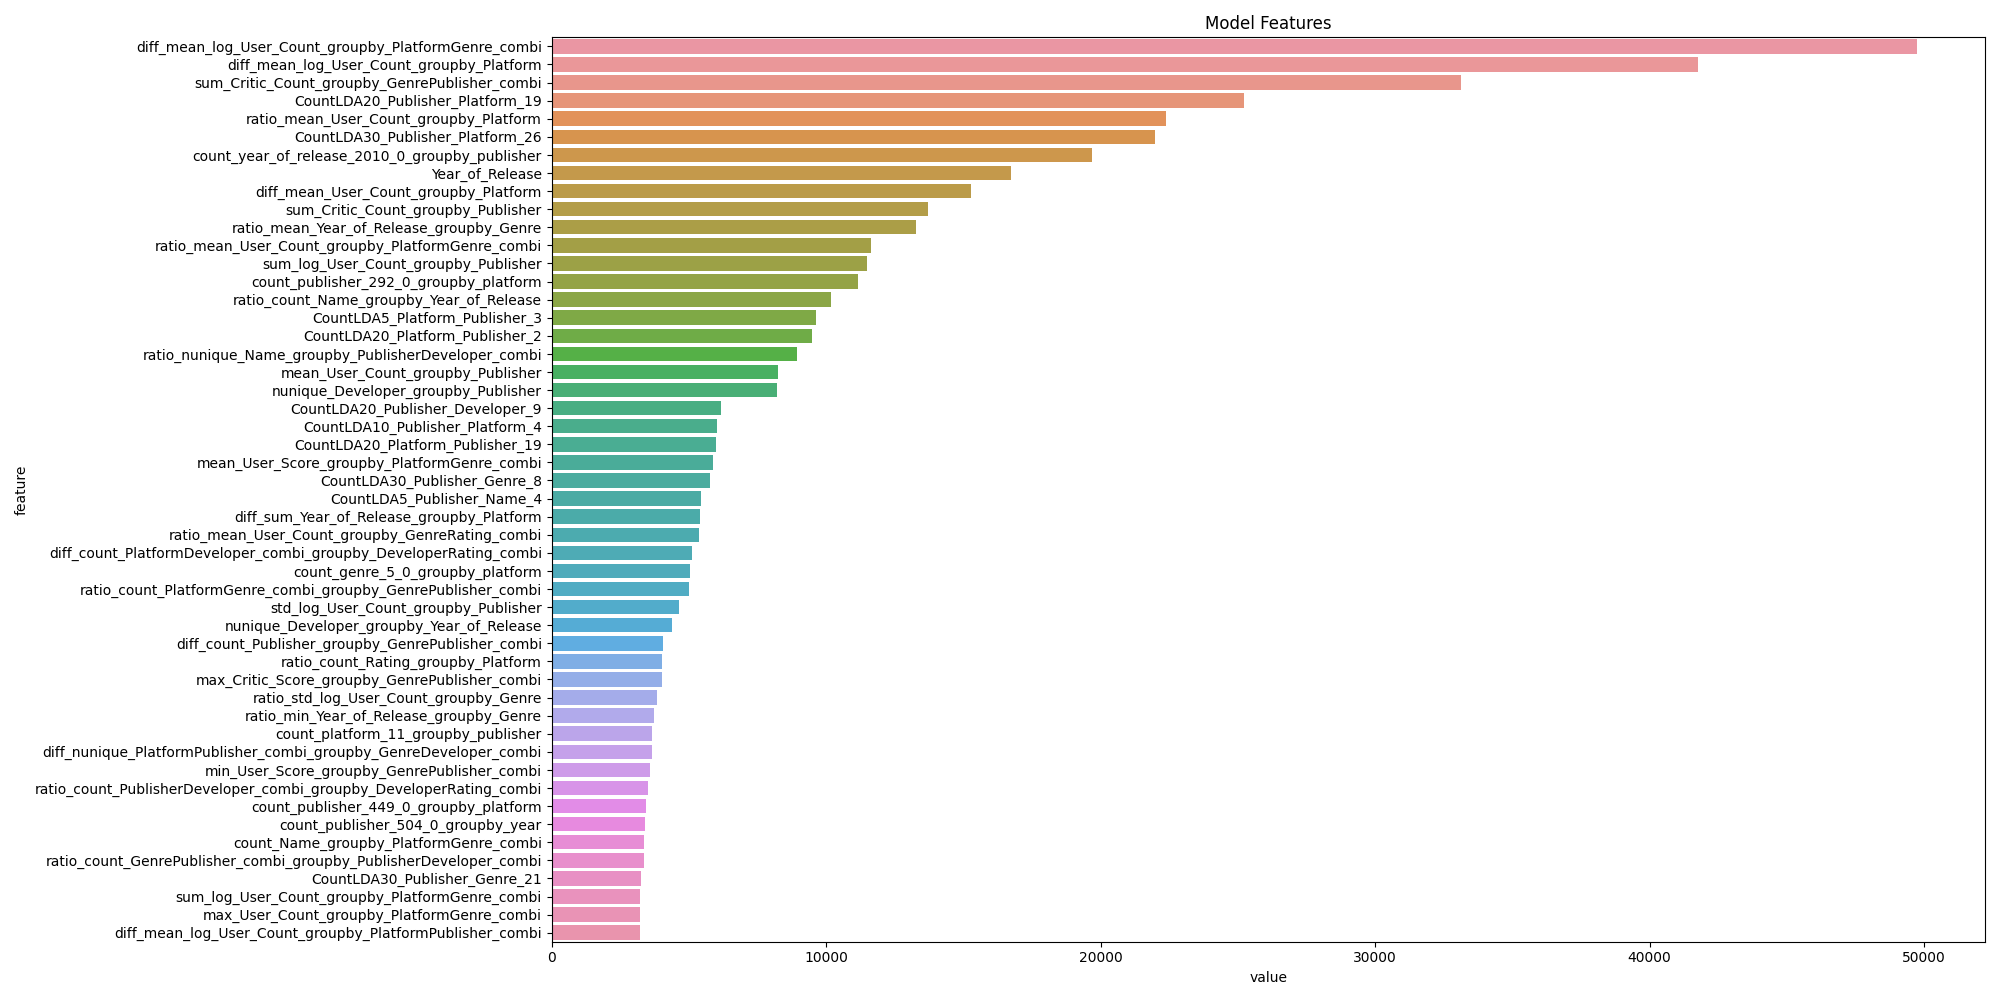 Model Features
diff_mean_log_User_Count_groupby_PlatformGenre_combi
diff_mean_log_User_Count_groupby_Platform
sum_Critic_Count_groupby_GenrePublisher_combi
CountLDA20_Publisher_Platform_19
ratio_mean_User_Count_groupby_Platform
CountLDA30_Publisher_Platform_26
count_year_of_release_2010_0_groupby_publisher
Year_of_Release
diff_mean_User_Count_groupby_Platform
sum_Critic_Count_groupby_Publisher
ratio_mean_Year_of_Release_groupby_Genre
ratio_mean_User_Count_groupby_PlatformGenre_combi
sum_log_User_Count_groupby_Publisher
count_publisher_292_0_groupby_platform
ratio_count_Name_groupby_Year_of_Release
CountLDA5_Platform_Publisher_3
CountLDA20_Platform_Publisher_2
ratio_nunique_Name_groupby_PublisherDeveloper_combi
mean_User_Count_groupby_Publisher
nunique_Developer_groupby_Publisher
CountLDA20_Publisher_Developer_9
CountLDA10_Publisher_Platform_4
CountLDA20_Platform_Publisher_19
mean_User_Score_groupby_PlatformGenre_combi
CountLDA30_Publisher_Genre_8
CountLDA5_Publisher_Name_4
diff_sum_Year_of_Release_groupby_Platform
ratio_mean_User_Count_groupby_GenreRating_combi
diff_count_PlatformDeveloper_combi_groupby_DeveloperRating_combi
count_genre_5_0_groupby_platform
ratio_count_PlatformGenre_combi_groupby_GenrePublisher_combi
std_log_User_Count_groupby_Publisher
nunique_Developer_groupby_Year_of_Release
diff_count_Publisher_groupby_GenrePublisher_combi
ratio_count_Rating_groupby_Platform
max_Critic_Score_groupby_GenrePublisher_combi
ratio_std_log_User_Count_groupby_Genre
ratio_min_Year_of_Release_groupby_Genre
count_platform_11_groupby_publisher
diff_nunique_PlatformPublisher_combi_groupby_GenreDeveloper_combi
min_User_Score_groupby_GenrePublisher_combi
ratio_count_PublisherDeveloper_combi_groupby_DeveloperRating_combi
count_publisher_449_0_groupby_platform
count_publisher_504_0_groupby_year
count_Name_groupby_PlatformGenre_combi
ratio_count_GenrePublisher_combi_groupby_PublisherDeveloper_combi
CountLDA30_Publisher_Genre_21
sum_log_User_Count_groupby_PlatformGenre_combi
max_User_Count_groupby_PlatformGenre_combi
diff_mean_log_User_Count_groupby_PlatformPublisher_combi
feature
0 10000 20000 30000 40000 50000
value